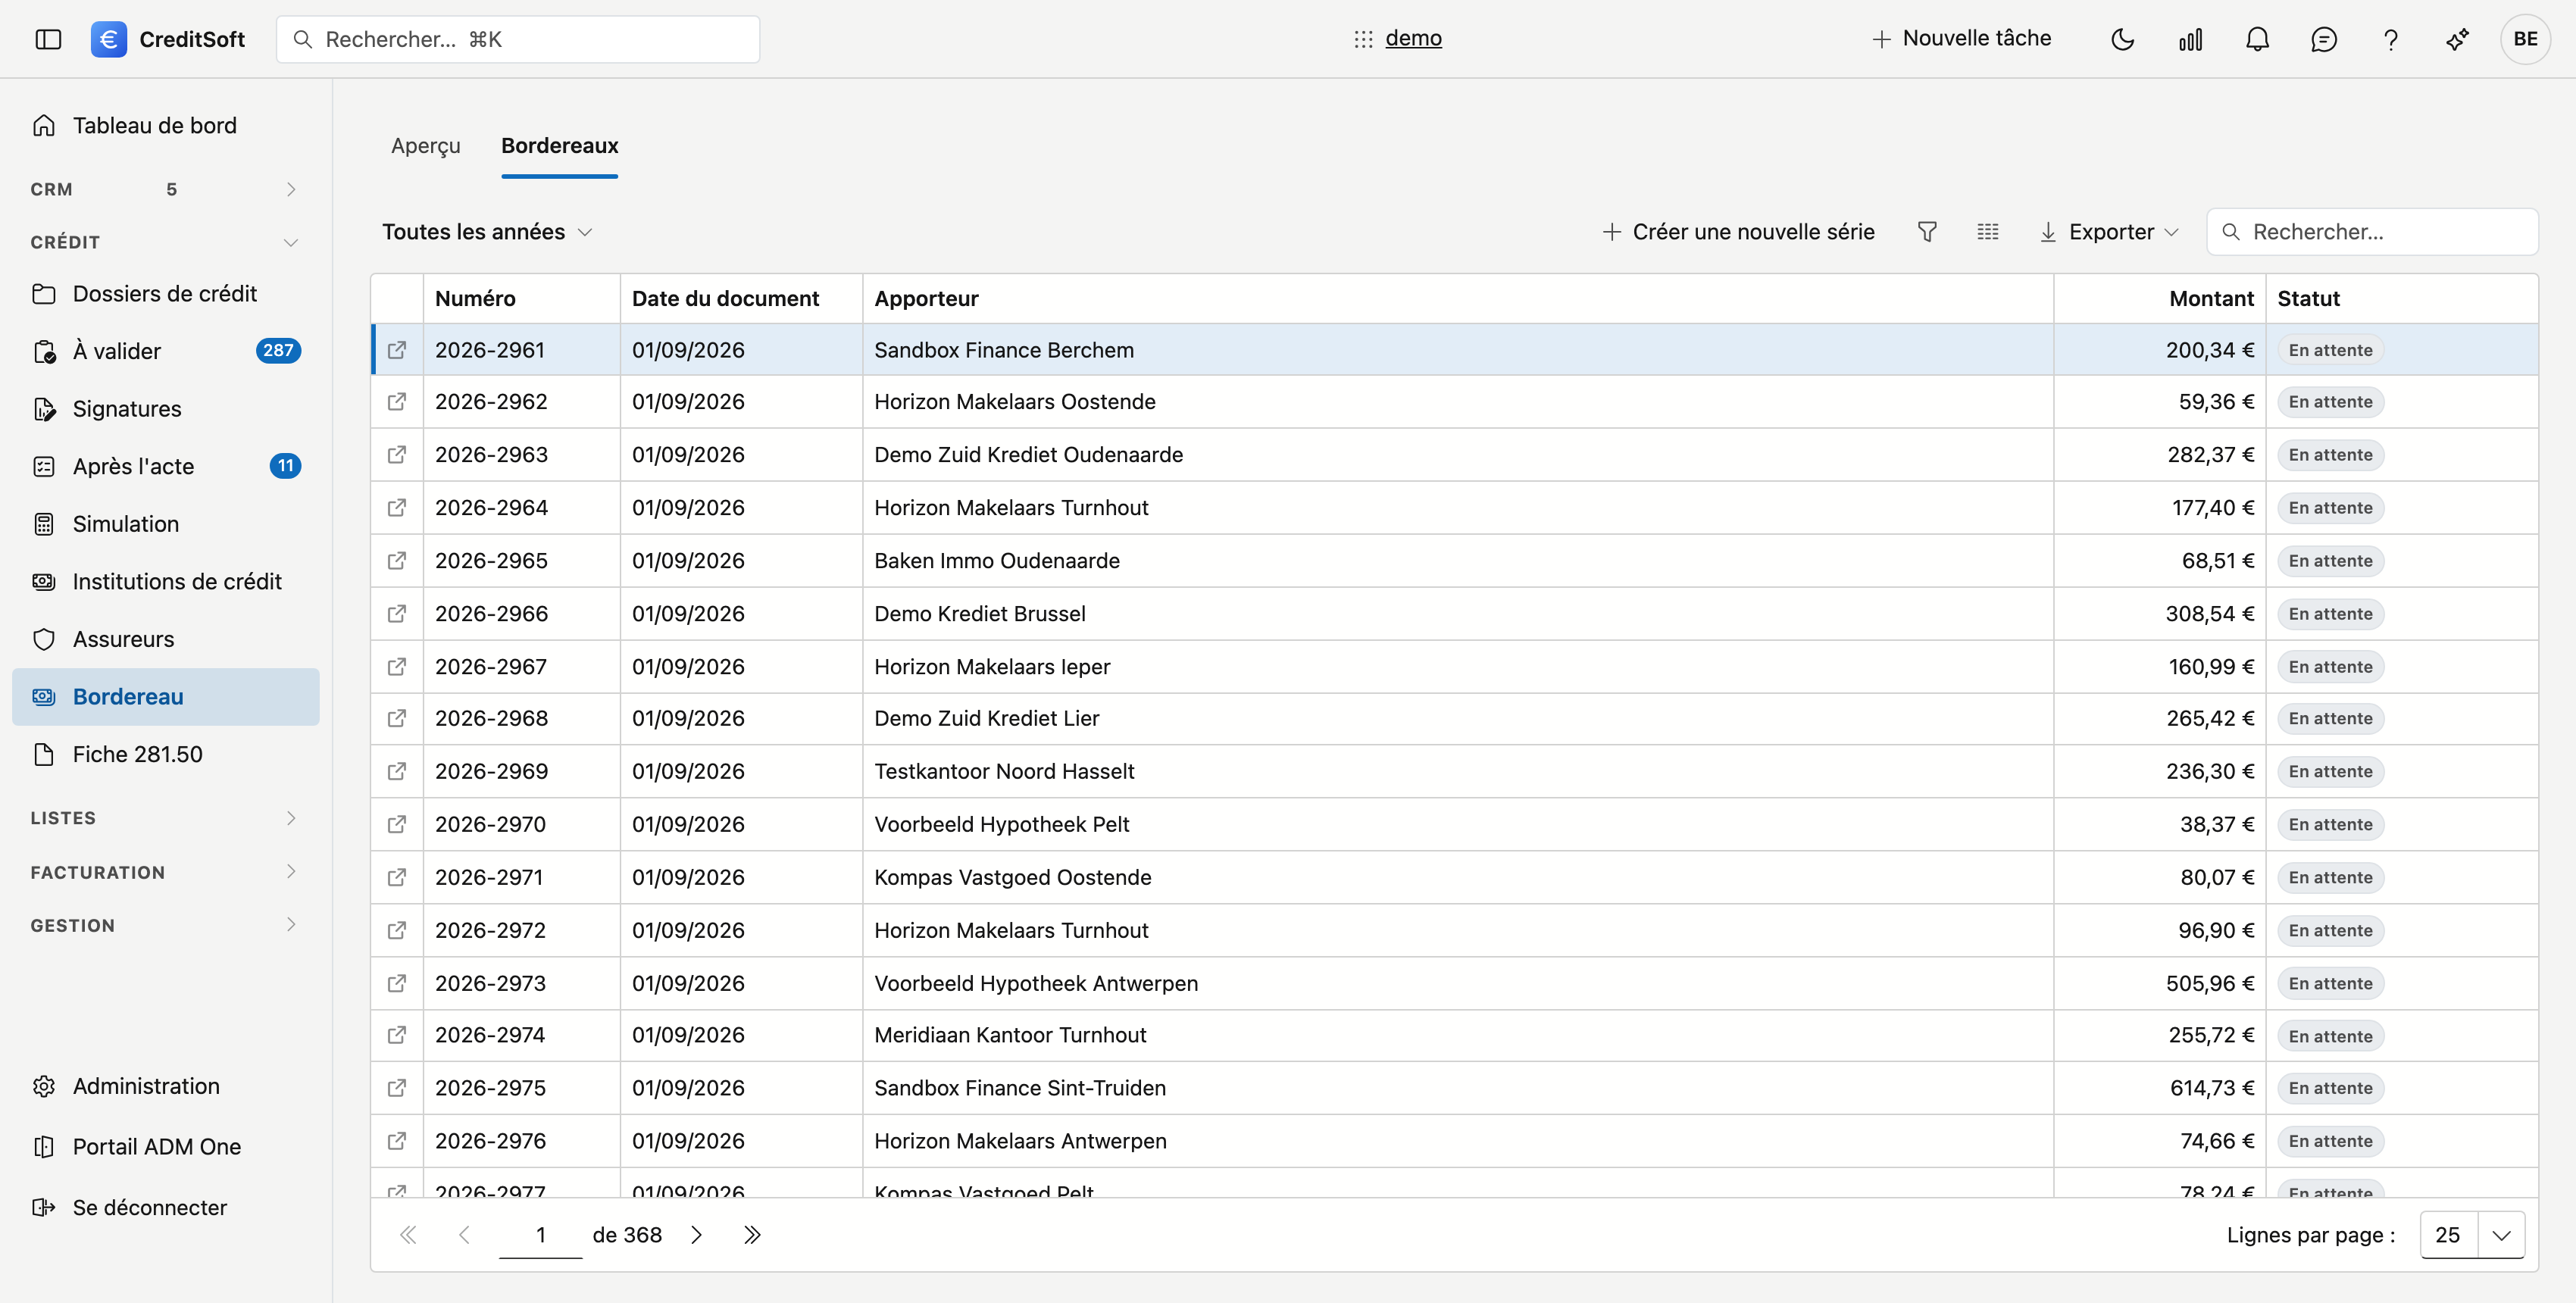 CreditSoft
Rechercher... ⌘K
demo
Nouvelle tâche
BE
Tableau de bord
CRM 5
CRÉDIT
Dossiers de crédit
À valider 287
Signatures
Après l'acte 11
Simulation
Institutions de crédit
Assureurs
Bordereau
Fiche 281.50
LISTES
FACTURATION
GESTION
Administration
Portail ADM One
Se déconnecter
Aperçu Bordereaux
Toutes les années
Créer une nouvelle série Exporter Rechercher...
Numéro Date du document Apporteur Montant Statut
2026-2961 01/09/2026 Sandbox Finance Berchem 200,34 € En attente
2026-2962 01/09/2026 Horizon Makelaars Oostende 59,36 € En attente
2026-2963 01/09/2026 Demo Zuid Krediet Oudenaarde 282,37 € En attente
2026-2964 01/09/2026 Horizon Makelaars Turnhout 177,40 € En attente
2026-2965 01/09/2026 Baken Immo Oudenaarde 68,51 € En attente
2026-2966 01/09/2026 Demo Krediet Brussel 308,54 € En attente
2026-2967 01/09/2026 Horizon Makelaars Ieper 160,99 € En attente
2026-2968 01/09/2026 Demo Zuid Krediet Lier 265,42 € En attente
2026-2969 01/09/2026 Testkantoor Noord Hasselt 236,30 € En attente
2026-2970 01/09/2026 Voorbeeld Hypotheek Pelt 38,37 € En attente
2026-2971 01/09/2026 Kompas Vastgoed Oostende 80,07 € En attente
2026-2972 01/09/2026 Horizon Makelaars Turnhout 96,90 € En attente
2026-2973 01/09/2026 Voorbeeld Hypotheek Antwerpen 505,96 € En attente
2026-2974 01/09/2026 Meridiaan Kantoor Turnhout 255,72 € En attente
2026-2975 01/09/2026 Sandbox Finance Sint-Truiden 614,73 € En attente
2026-2976 01/09/2026 Horizon Makelaars Antwerpen 74,66 € En attente
2026-2977 01/09/2026 Kompas Vastgoed Pelt 78,24 € En attente
1 de 368
Lignes par page : 25